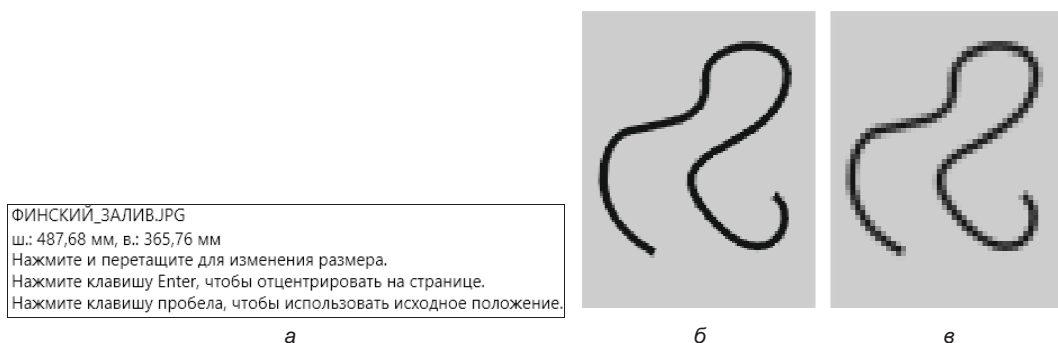 ФИНСКИЙ_ЗАЛИВ.JPG
ш.: 487,68 мм, в.: 365,76 мм
Нажмите и перетащите для изменения размера.
Нажмите клавишу Enter, чтобы отцентрировать на странице.
Нажмите клавишу пробела, чтобы использовать исходное положение.
а б в